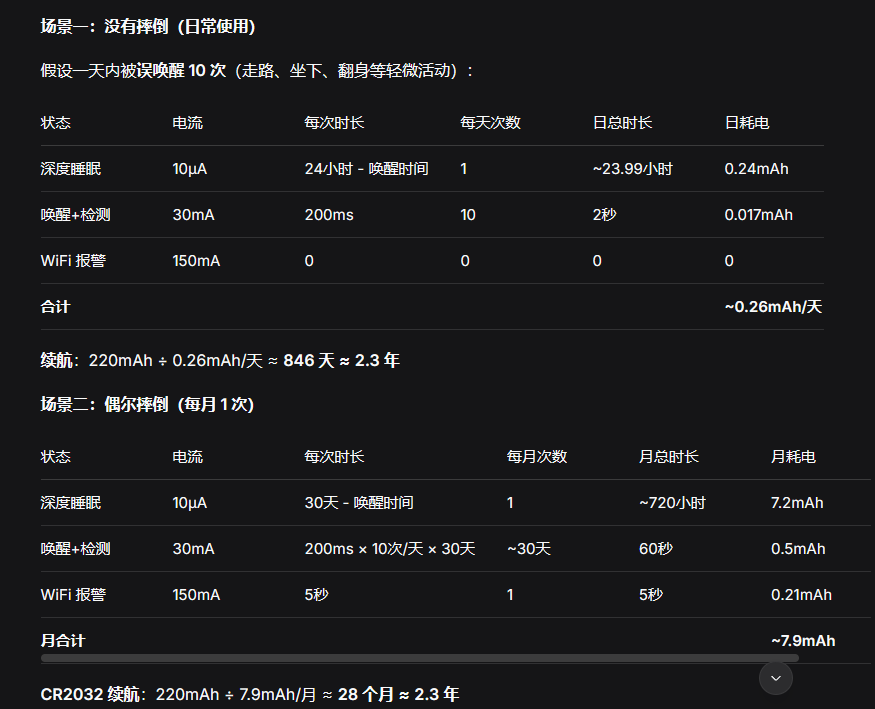 场景一：没有摔倒（日常使用）
假设一天内被误唤醒 10 次（走路、坐下、翻身等轻微活动）：
状态 电流 每次时长 每天次数 日总时长 日耗电
深度睡眠 10μA 24小时 - 唤醒时间 1 ~23.99小时 0.24mAh
唤醒+检测 30mA 200ms 10 2秒 0.017mAh
WiFi 报警 150mA 0 0 0 0
合计 ~0.26mAh/天
续航：220mAh ÷ 0.26mAh/天 ≈ 846 天 ≈ 2.3 年
场景二：偶尔摔倒（每月 1 次）
状态 电流 每次时长 每月次数 月总时长 月耗电
深度睡眠 10μA 30天 - 唤醒时间 1 ~720小时 7.2mAh
唤醒+检测 30mA 200ms × 10次/天 × 30天 ~30天 60秒 0.5mAh
WiFi 报警 150mA 5秒 1 5秒 0.21mAh
月合计 ~7.9mAh
CR2032 续航：220mAh ÷ 7.9mAh/月 ≈ 28 个月 ≈ 2.3 年